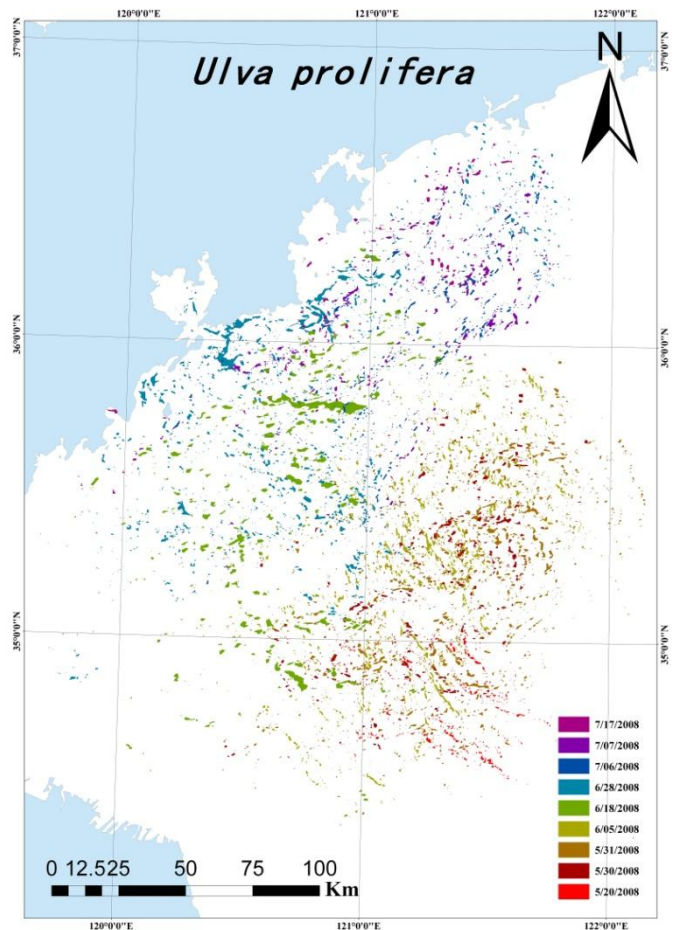 120°0'0"N 121°0'0"N 122°0'0"N
37°0'0"N 37°0'0"N
Ulva prolifera
N
36°0'0"N 36°0'0"N
35°0'0"N 35°0'0"N
7/17/2008
7/07/2008
7/06/2008
6/28/2008
6/18/2008
6/05/2008
5/31/2008
5/30/2008
5/20/2008
0 12.525 50 75 100
Km
120°0'0"N 121°0'0"N 122°0'0"N